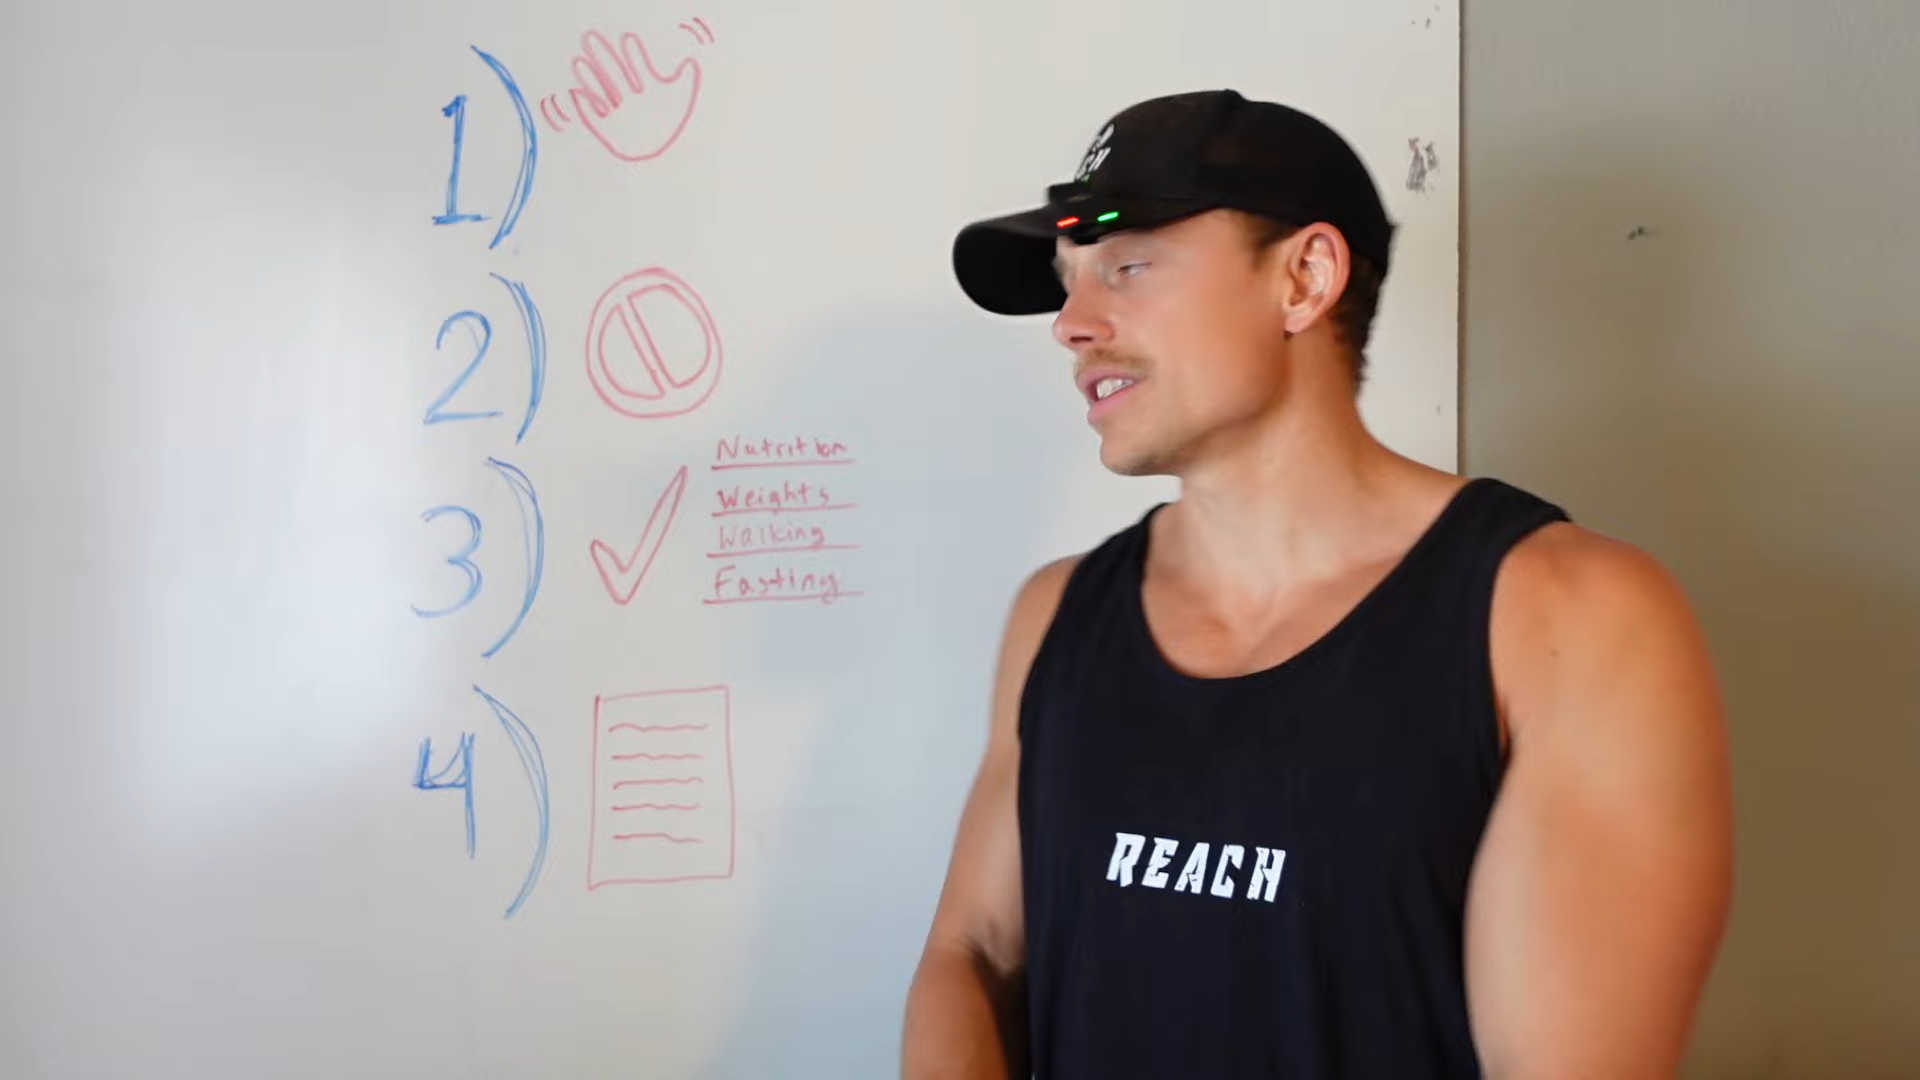 1)
2)
3)
Nutrition
Weights
Walking
Fasting
4)
REACH